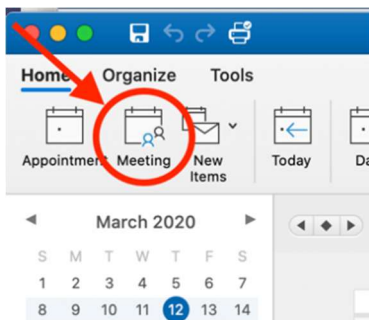 Home Organize Tools
Appointment Meeting New Items Today Da
March 2020
S M T W T F S
1 2 3 4 5 6 7
8 9 10 11 12 13 14